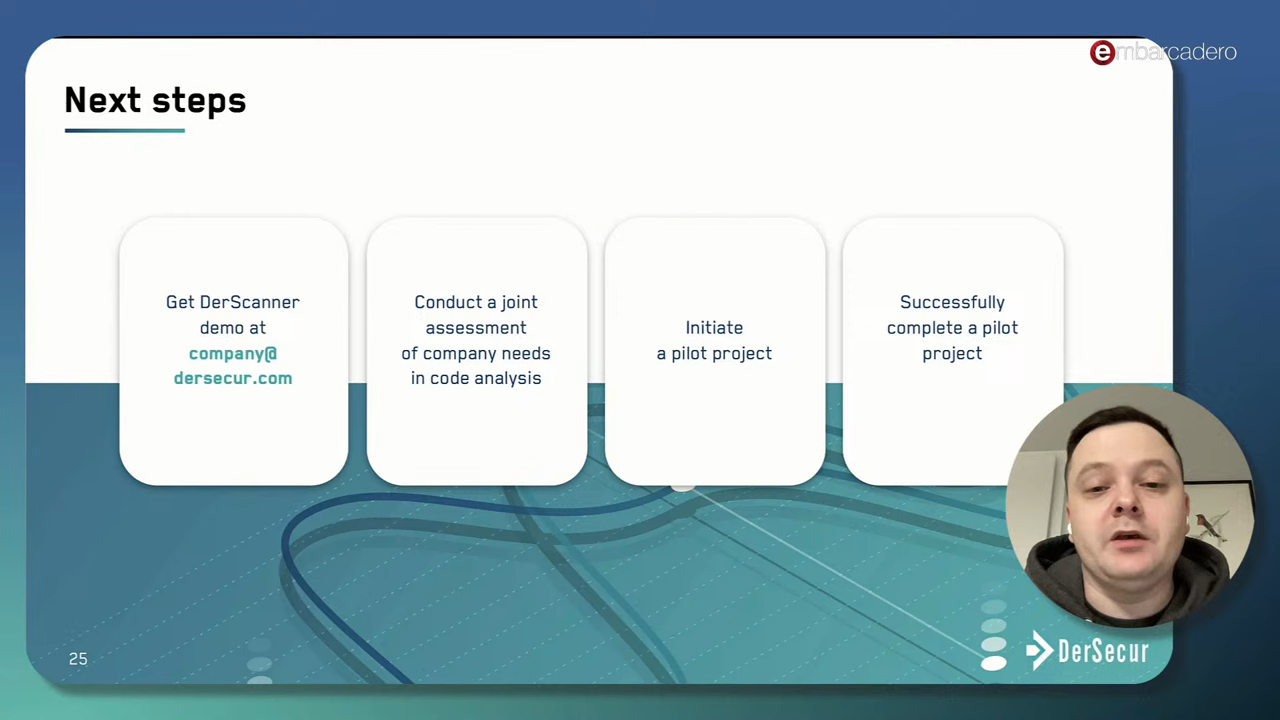 embarcadero
Next steps
Get DerScanner
demo at
company@
dersecur.com
Conduct a joint
assessment
of company needs
in code analysis
Initiate
a pilot project
Successfully
complete a pilot
project
25
DerSecur